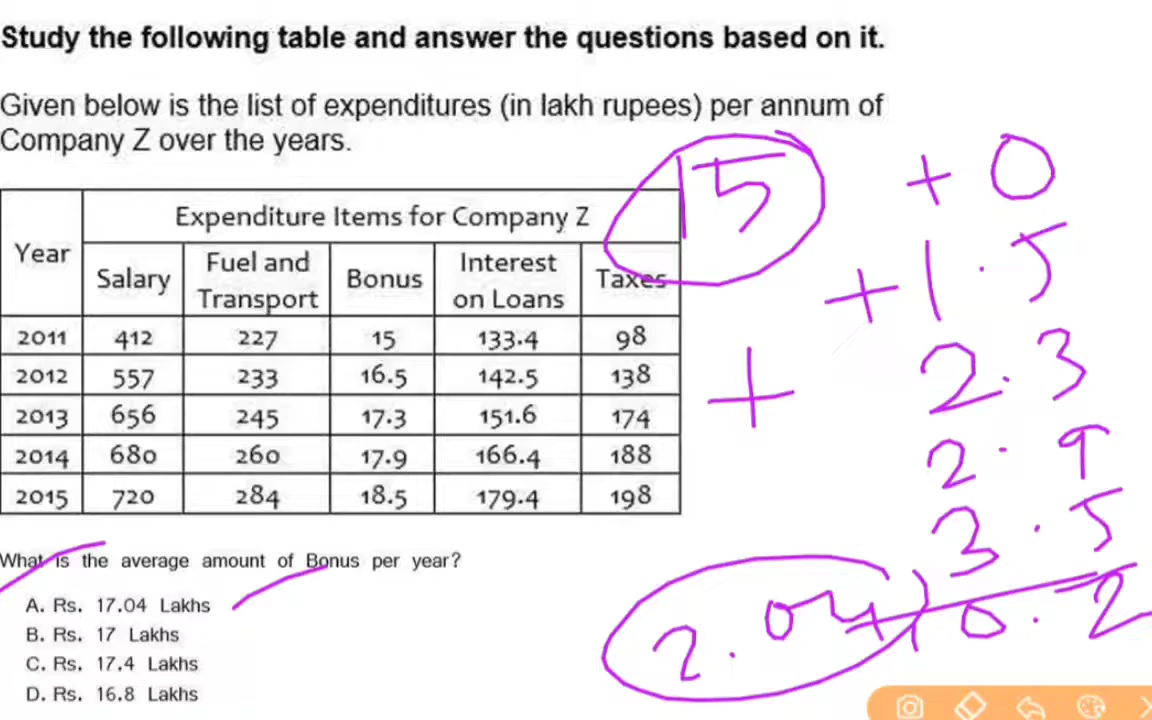 Study the following table and answer the questions based on it.
Given below is the list of expenditures (in lakh rupees) per annum of
Company Z over the years.
Year Expenditure Items for Company Z
Salary Fuel and Transport Bonus Interest on Loans Taxes
2011 412 227 15 133.4 98
2012 557 233 16.5 142.5 138
2013 656 245 17.3 151.6 174
2014 680 260 17.9 166.4 188
2015 720 284 18.5 179.4 198
What is the average amount of Bonus per year?
A. Rs. 17.04 Lakhs
B. Rs. 17 Lakhs
C. Rs. 17.4 Lakhs
D. Rs. 16.8 Lakhs
15 + 0
+ 1.5
+ 2.3
2.9
3.5
2.04 10.2